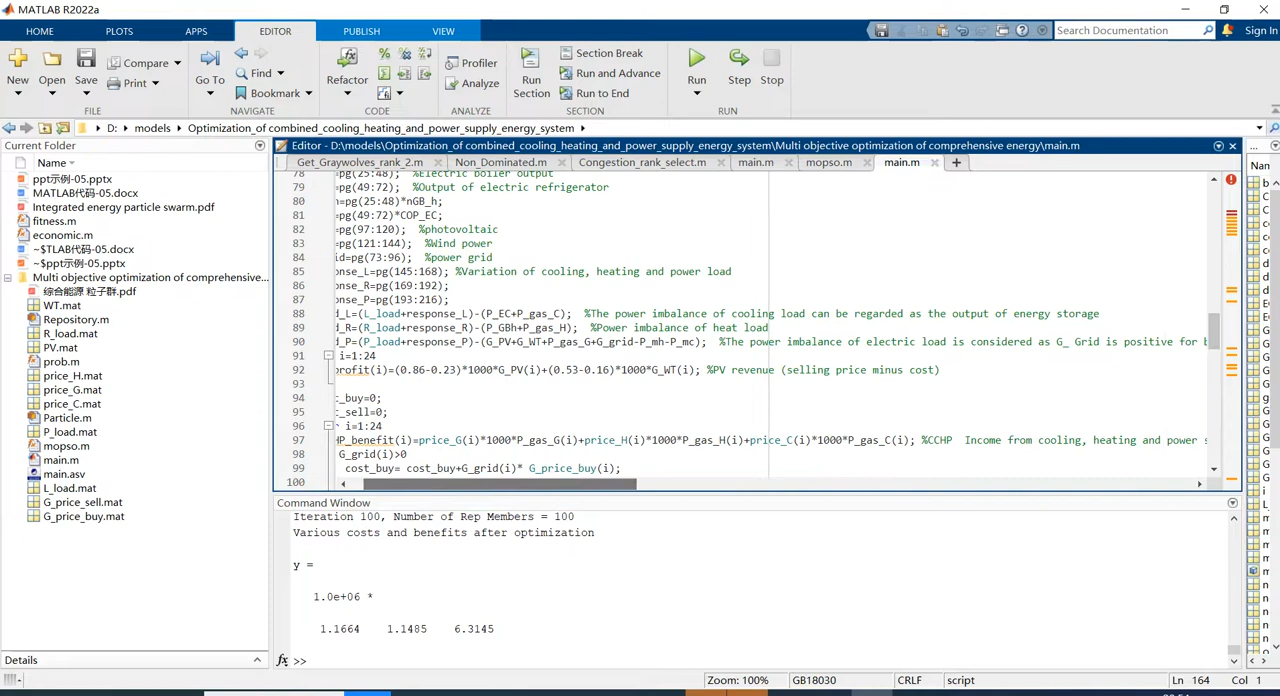 MATLAB R2022a
HOME PLOTS APPS EDITOR PUBLISH VIEW Search Documentation Sign In
New Open Save Compare Print Go To Find Bookmark Refactor Profiler Analyze Run Section Section Break Run and Advance Run to End Run Step Stop
FILE NAVIGATE CODE ANALYZE SECTION RUN
D: models Optimization_of combined_cooling_heating_and_power_supply_energy_system
Current Folder
Name
ppt示例-05.pptx
MATLAB代码-05.docx
Integrated energy particle swarm.pdf
fitness.m
economic.m
~$TLAB代码-05.docx
~$ppt示例-05.pptx
Multi objective optimization of comprehensive...
综合能源 粒子群.pdf
WT.mat
Repository.m
R_load.mat
PV.mat
prob.m
price_H.mat
price_G.mat
price_C.mat
Particle.m
P_load.mat
mopso.m
main.m
main.asv
L_load.mat
G_price_sell.mat
G_price_buy.mat
Details
Editor - D:\models\Optimization_of combined_cooling_heating_and_power_supply_energy_system\Multi objective optimization of comprehensive energy\main.m
Get_Graywolves_rank_2.m Non_Dominated.m Congestion_rank_select.m main.m mopso.m main.m
78 =pg(25:48); %Electric boiler output
79 =pg(49:72); %Output of electric refrigerator
80 =pg(25:48)*nGB_h;
81 =pg(49:72)*COP_EC;
82 =pg(97:120); %photovoltaic
83 =pg(121:144); %Wind power
84 id=pg(73:96); %power grid
85 onse_L=pg(145:168); %Variation of cooling, heating and power load
86 onse_R=pg(169:192);
87 onse_P=pg(193:216);
88 d_L=(L_load+response_L)-(P_EC+P_gas_C); %The power imbalance of cooling load can be regarded as the output of energy storage
89 d_R=(R_load+response_R)-(P_GBh+P_gas_H); %Power imbalance of heat load
90 d_P=(P_load+response_P)-(G_PV+G_WT+P_gas_G+G_grid-P_mh-P_mc); %The power imbalance of electric load is considered as G_ Grid is positive for b
91 i=1:24
92 profit(i)=(0.86-0.23)*1000*G_PV(i)+(0.53-0.16)*1000*G_WT(i); %PV revenue (selling price minus cost)
93
94 c_buy=0;
95 c_sell=0;
96 i=1:24
97 HP_benefit(i)=price_G(i)*1000*P_gas_G(i)+price_H(i)*1000*P_gas_H(i)+price_C(i)*1000*P_gas_C(i); %CCHP Income from cooling, heating and power s
98 G_grid(i)>0
99 cost_buy= cost_buy+G_grid(i)* G_price_buy(i);
100
Command Window
Iteration 100, Number of Rep Members = 100
Various costs and benefits after optimization
y =
1.0e+06 *
1.1664 1.1485 6.3145
fx >>
Zoom: 100% GB18030 CRLF script Ln 164 Col 1